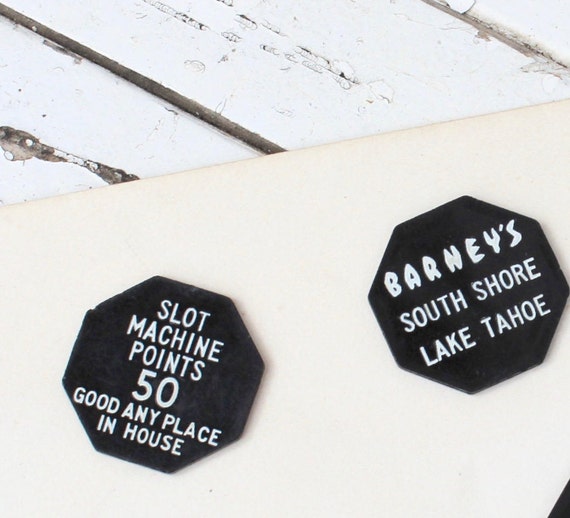 SLOT
MACHINE
POINTS
50
GOOD ANY PLACE
IN HOUSE
BARNEY'S
SOUTH SHORE
LAKE TAHOE